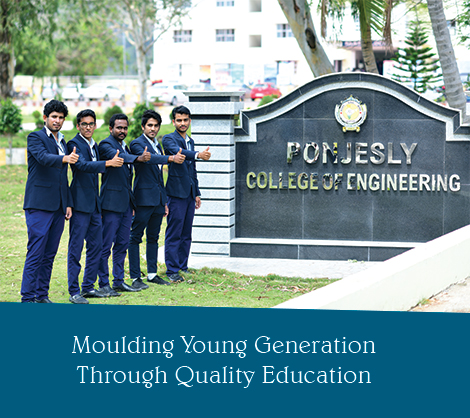 PONJESLY
COLLEGE OF ENGINEERING
Moulding Young Generation
Through Quality Education